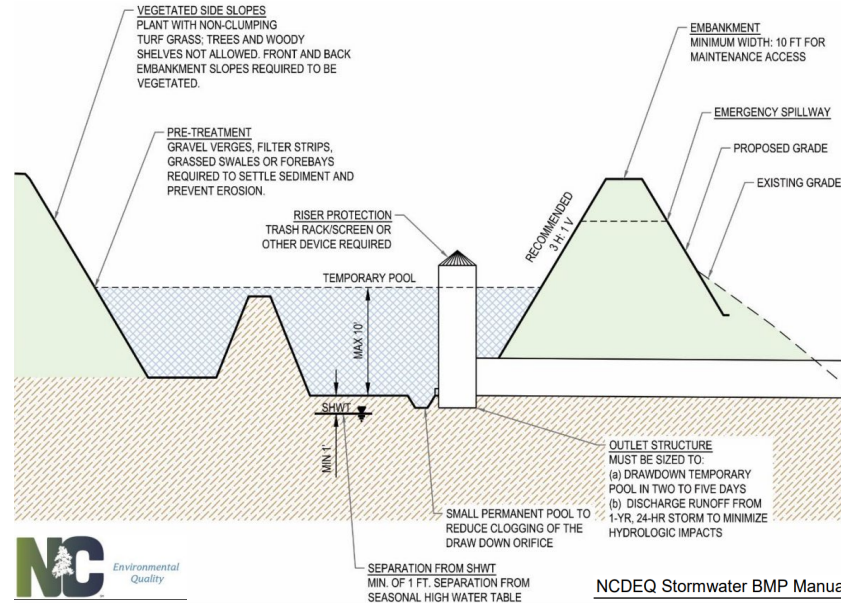 VEGETATED SIDE SLOPES
PLANT WITH NON-CLUMPING
TURF GRASS; TREES AND WOODY
SHELVES NOT ALLOWED. FRONT AND BACK
EMBANKMENT SLOPES REQUIRED TO BE
VEGETATED.
PRE-TREATMENT
GRAVEL VERGES, FILTER STRIPS,
GRASSED SWALES OR FOREBAYS
REQUIRED TO SETTLE SEDIMENT AND
PREVENT EROSION.
RISER PROTECTION
TRASH RACK/SCREEN OR
OTHER DEVICE REQUIRED
TEMPORARY POOL
EMBANKMENT
MINIMUM WIDTH: 10 FT FOR
MAINTENANCE ACCESS
EMERGENCY SPILLWAY
PROPOSED GRADE
EXISTING GRADE
RECOMMENDED
3 H: 1 V
MAX 10'
SHWT
MIN 1'
OUTLET STRUCTURE
MUST BE SIZED TO:
(a) DRAWDOWN TEMPORARY
POOL IN TWO TO FIVE DAYS
(b) DISCHARGE RUNOFF FROM
1-YR, 24-HR STORM TO MINIMIZE
HYDROLOGIC IMPACTS
SMALL PERMANENT POOL TO
REDUCE CLOGGING OF THE
DRAW DOWN ORIFICE
SEPARATION FROM SHWT
MIN. OF 1 FT. SEPARATION FROM
SEASONAL HIGH WATER TABLE
NC
Environmental
Quality
NCDEQ Stormwater BMP Manua